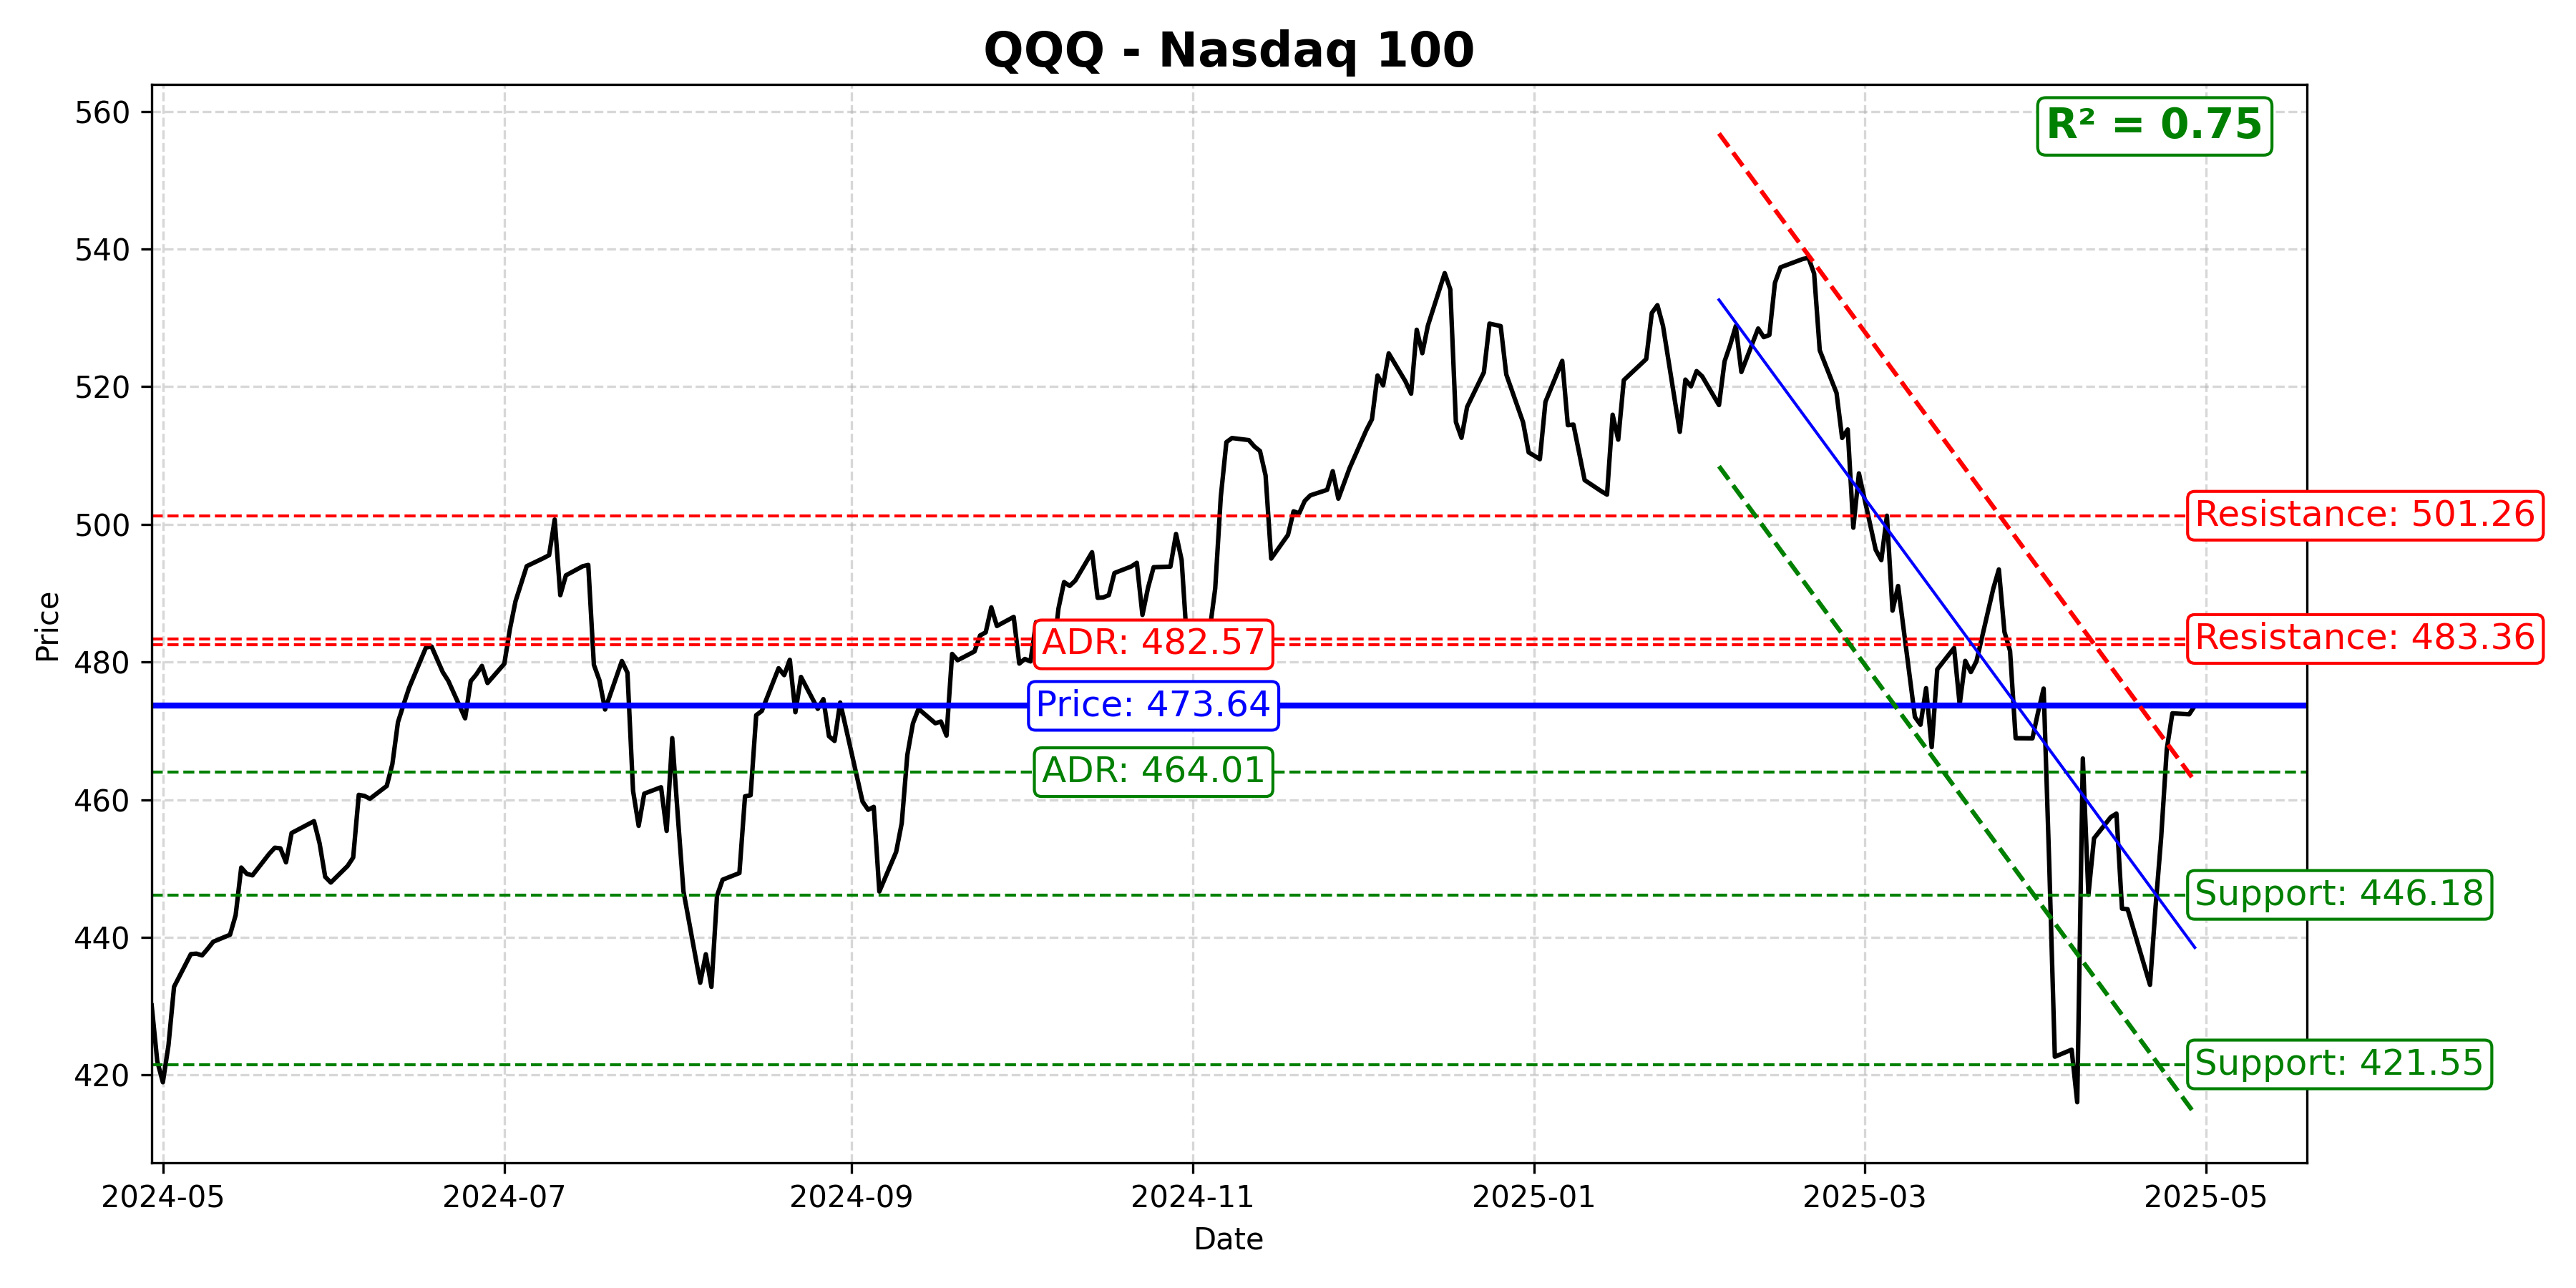 QQQ - Nasdaq 100
R² = 0.75
560
540
520
500
480
460
440
420
Price
Resistance: 501.26
ADR: 482.57
Resistance: 483.36
Price: 473.64
ADR: 464.01
Support: 446.18
Support: 421.55
2024-05
2024-07
2024-09
2024-11
2025-01
2025-03
2025-05
Date